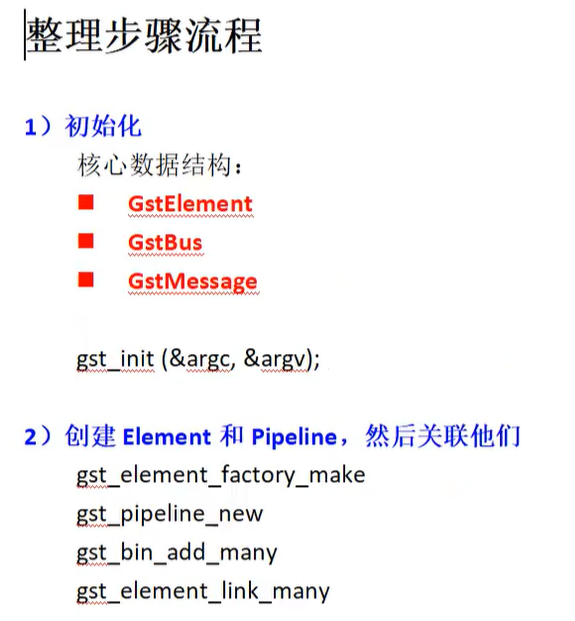 整理步骤流程
1）初始化
核心数据结构：
■ GstElement
■ GstBus
■ GstMessage
gst_init (&argc, &argv);
2）创建 Element 和 Pipeline，然后关联他们
gst_element_factory_make
gst_pipeline_new
gst_bin_add_many
gst_element_link_many